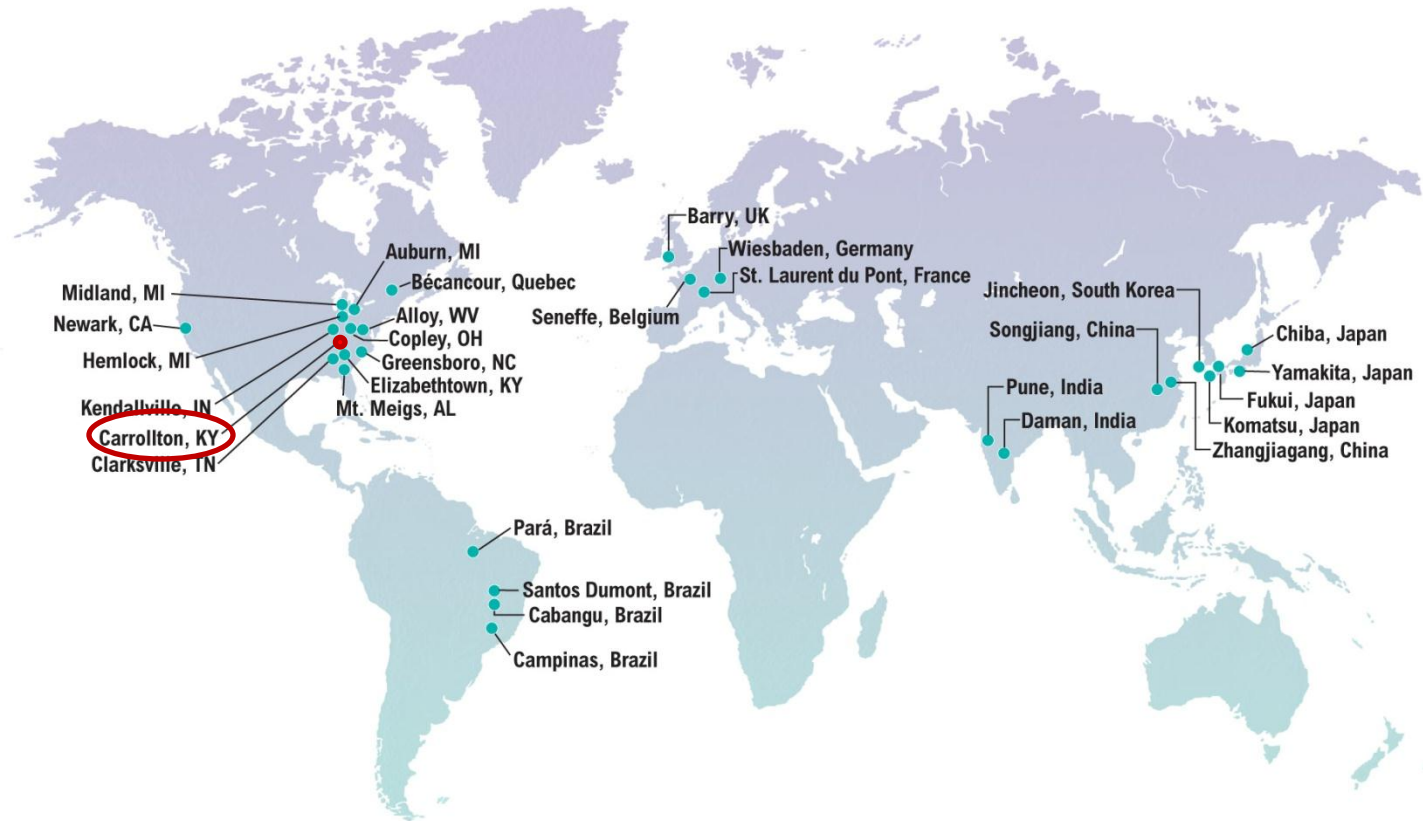 Auburn, MI
Bécancour, Quebec
Midland, MI
Newark, CA
Alloy, WV
Copley, OH
Hemlock, MI
Greensboro, NC
Elizabethtown, KY
Kendallville, IN
Mt. Meigs, AL
Carrollton, KY
Clarksville, TN
Pará, Brazil
Santos Dumont, Brazil
Cabangu, Brazil
Campinas, Brazil
Barry, UK
Wiesbaden, Germany
St. Laurent du Pont, France
Seneffe, Belgium
Jincheon, South Korea
Songjiang, China
Chiba, Japan
Yamakita, Japan
Pune, India
Fukui, Japan
Daman, India
Komatsu, Japan
Zhangjiagang, China